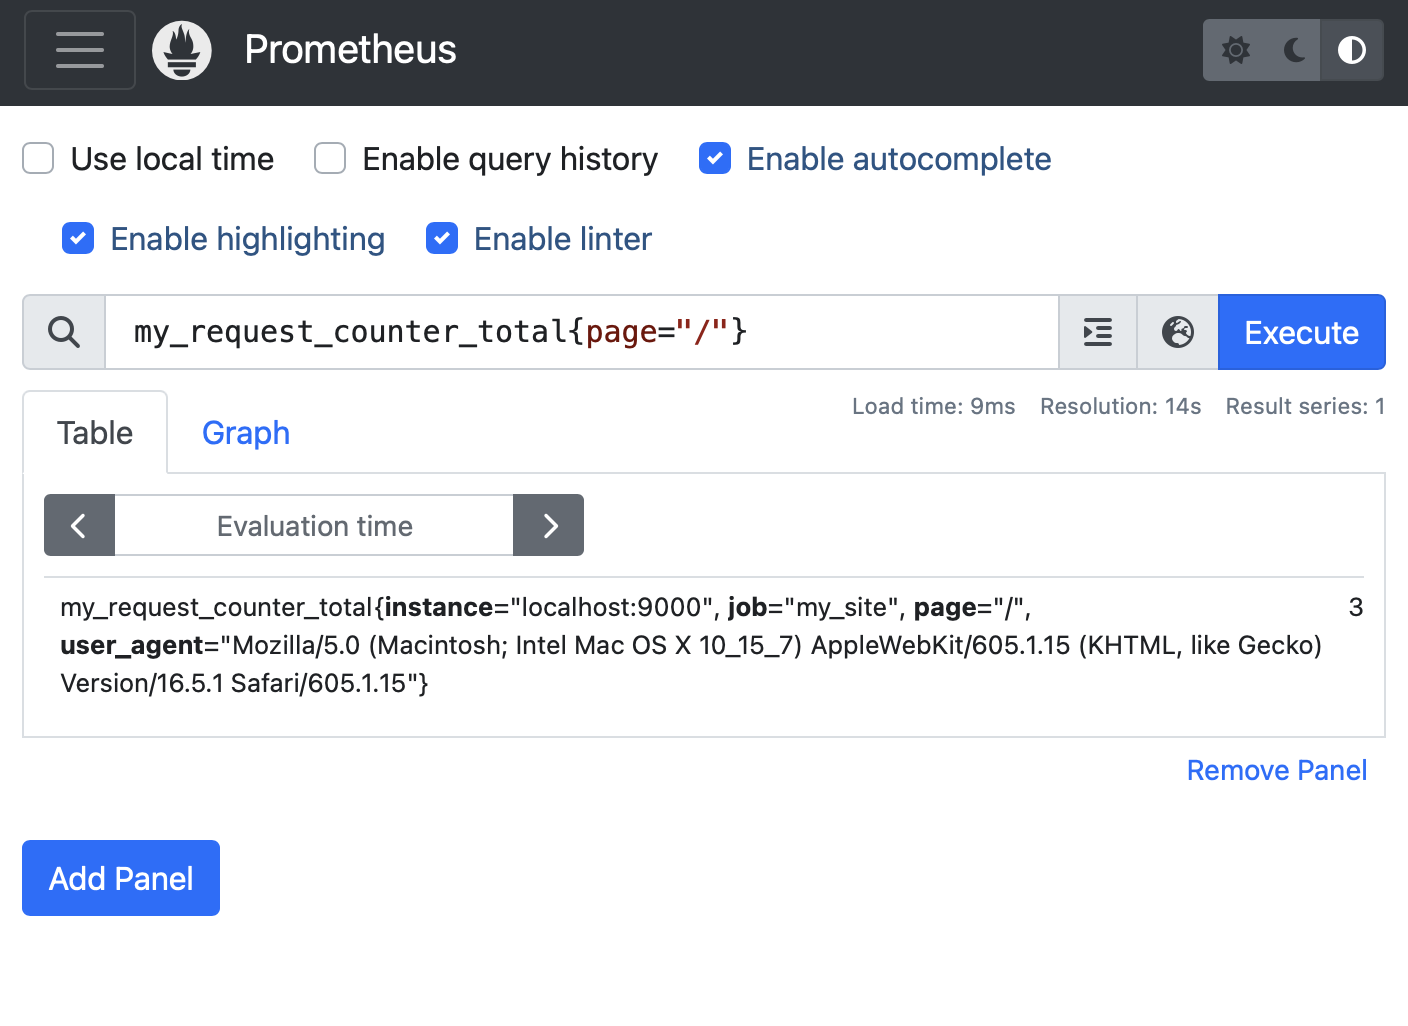 Prometheus
Use local time Enable query history Enable autocomplete
Enable highlighting Enable linter
my_request_counter_total{page="/"} Execute
Load time: 9ms Resolution: 14s Result series: 1
Table Graph
Evaluation time
my_request_counter_total{instance="localhost:9000", job="my_site", page="/", 3
user_agent="Mozilla/5.0 (Macintosh; Intel Mac OS X 10_15_7) AppleWebKit/605.1.15 (KHTML, like Gecko)
Version/16.5.1 Safari/605.1.15"}
Remove Panel
Add Panel